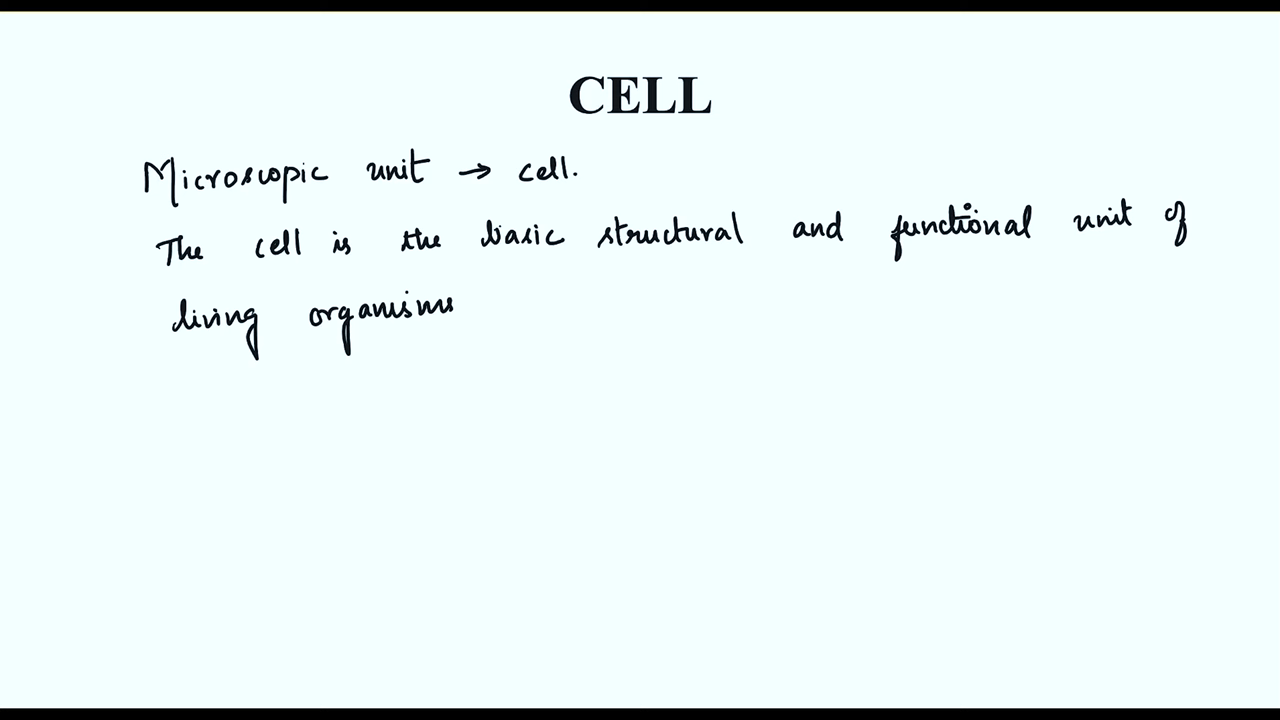 CELL
Microscopic unit → cell.
The cell is the basic structural and functional unit of
living organisms